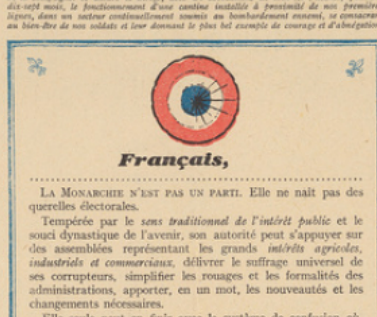 dix-sept mois, le fonctionnement d'une cantine installée à proximité de nos première
lignes, dans un secteur continuellement soumis au bombardement ennemi, se consacran
au bien-être de nos soldats et leur donnant le plus bel exemple de courage et d'abnégation
Français,
LA MONARCHIE N'EST PAS UN PARTI. Elle ne naît pas des
querelles électorales.
Tempérée par le sens traditionnel de l'intérêt public et le
souci dynastique de l'avenir, son autorité peut s'appuyer sur
des assemblées représentant les grands intérêts agricoles,
industriels et commerciaux, délivrer le suffrage universel de
ses corrupteurs, simplifier les rouages et les formalités des
administrations, apporter, en un mot, les nouveautés et les
changements nécessaires.